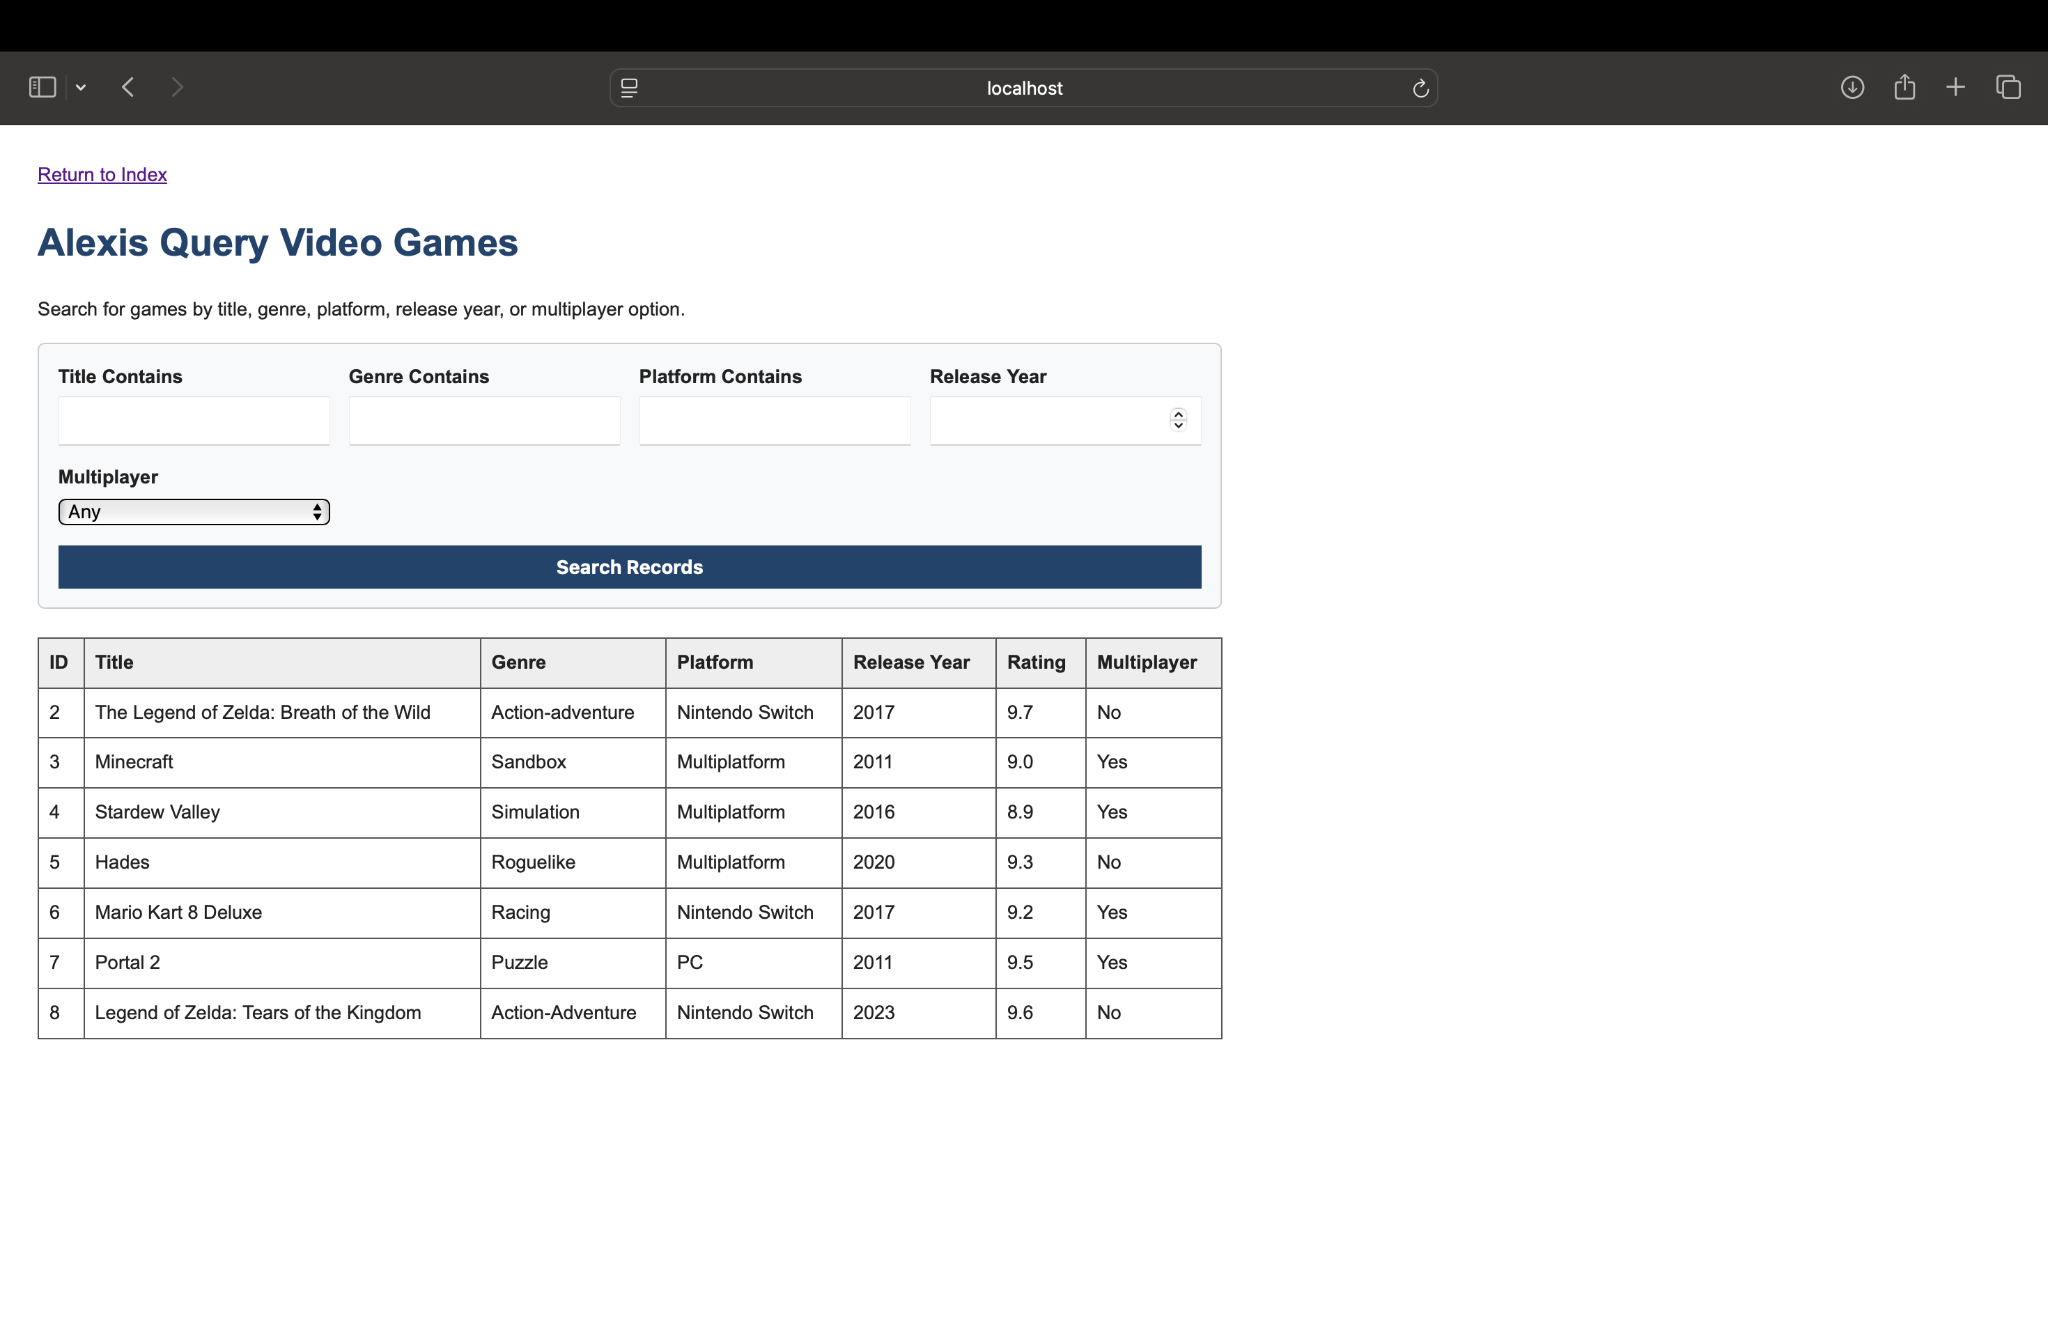 localhost
Return to Index
Alexis Query Video Games
Search for games by title, genre, platform, release year, or multiplayer option.
Title Contains Genre Contains Platform Contains Release Year
Multiplayer
Any
Search Records
ID Title Genre Platform Release Year Rating Multiplayer
2 The Legend of Zelda: Breath of the Wild Action-adventure Nintendo Switch 2017 9.7 No
3 Minecraft Sandbox Multiplatform 2011 9.0 Yes
4 Stardew Valley Simulation Multiplatform 2016 8.9 Yes
5 Hades Roguelike Multiplatform 2020 9.3 No
6 Mario Kart 8 Deluxe Racing Nintendo Switch 2017 9.2 Yes
7 Portal 2 Puzzle PC 2011 9.5 Yes
8 Legend of Zelda: Tears of the Kingdom Action-Adventure Nintendo Switch 2023 9.6 No